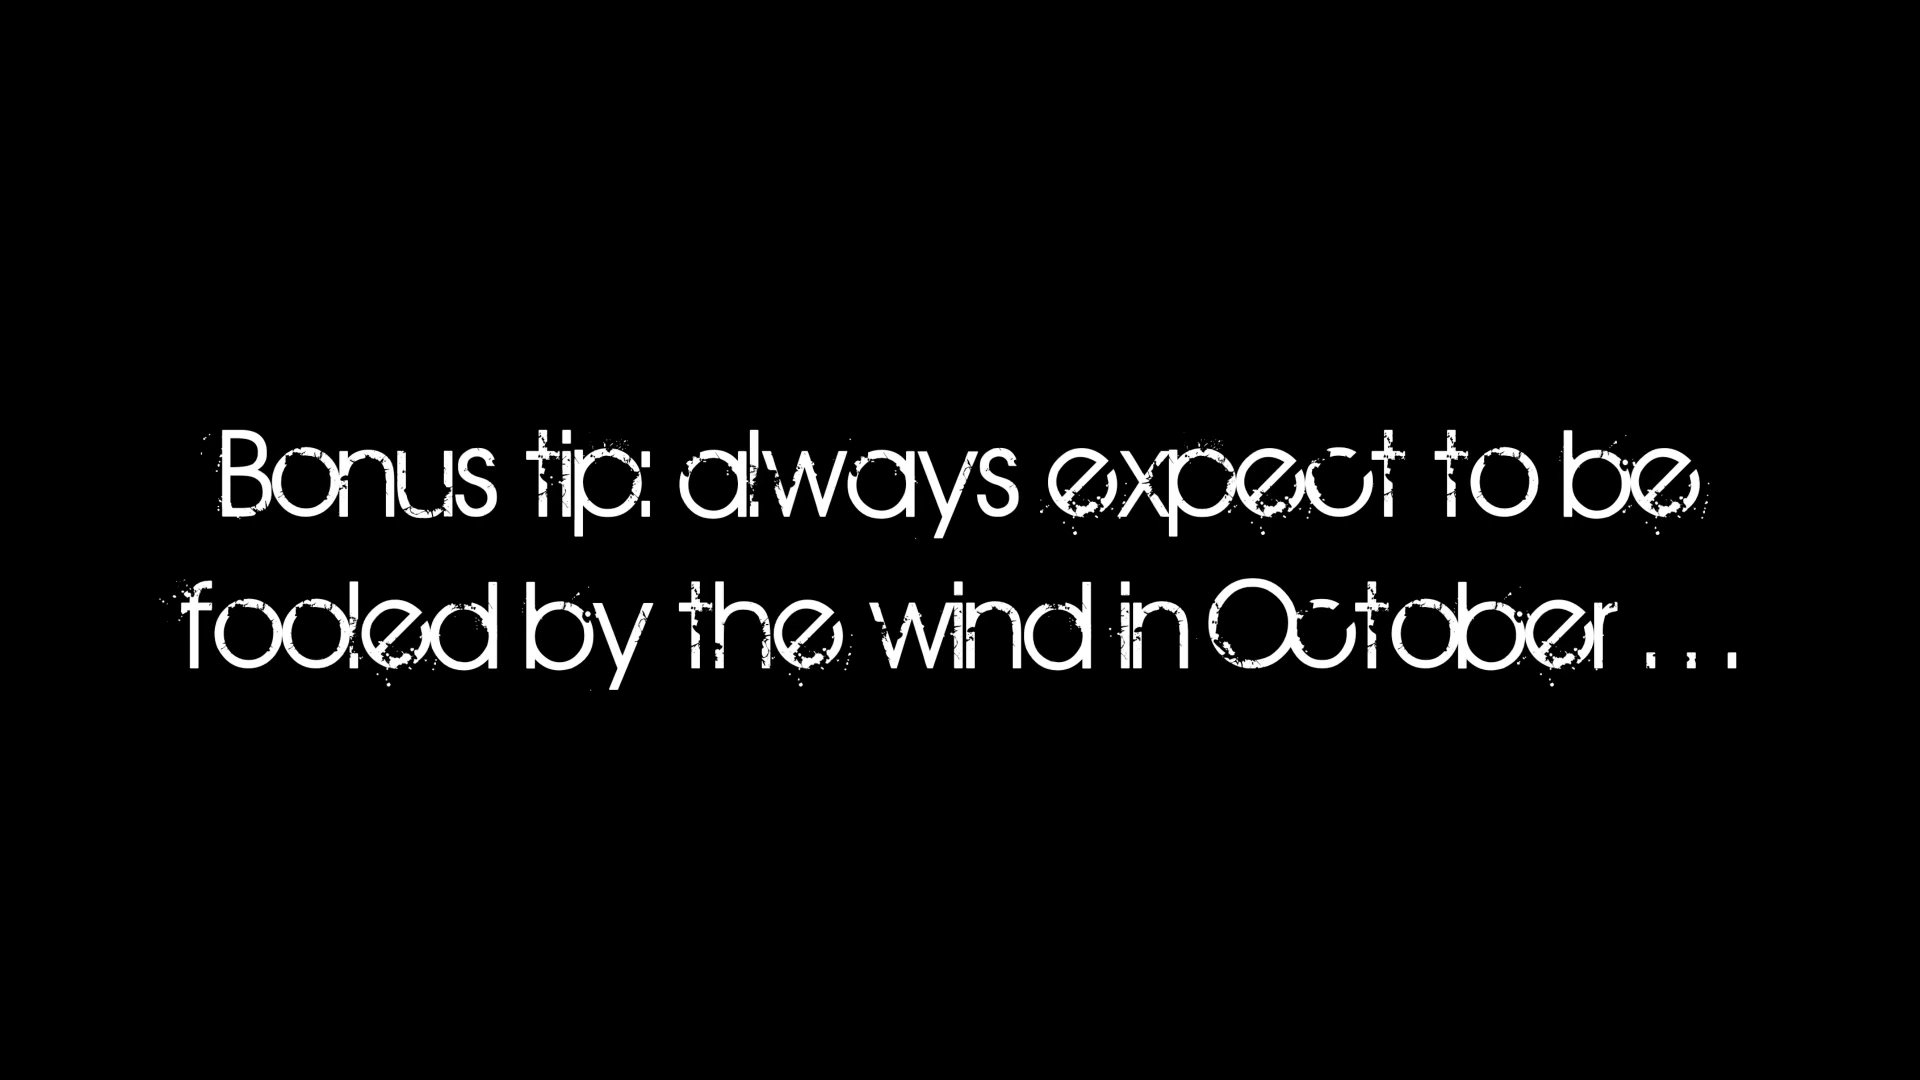 Bonus tip: always expect to be
fooled by the wind in October . . .